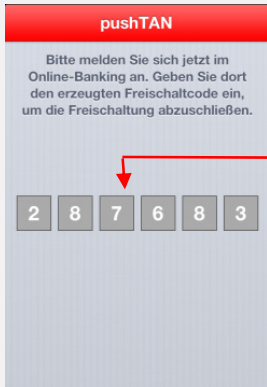 pushTAN
Bitte melden Sie sich jetzt im
Online-Banking an. Geben Sie dort
den erzeugten Freischaltcode ein,
um die Freischaltung abzuschließen.
2 8 7 6 8 3